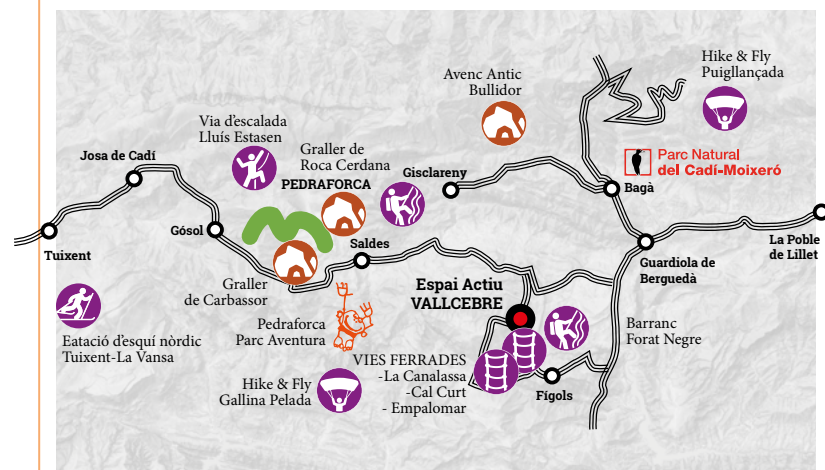 Hike & Fly
Puigllançada
Avenc Antic
Bullidor
Via d'escalada
Lluís Estasen
Graller de
Roca Cerdana
PEDRAFORCA
Gisclareny
Parc Natural
del Cadí-Moixeró
Josa de Cadí
Bagà
Tuixent
Gósol
Saldes
La Pobla
de Lillet
Guardiola de
Berguedà
Graller
de Carbassor
Espai Actiu
VALLCEBRE
Eatació d'esquí nòrdic
Tuixent-La Vansa
Pedraforca
Parc Aventura
Barranc
Forat Negre
VIES FERRADES
-La Canalassa
-Cal Curt
- Empalomar
Hike & Fly
Gallina Pelada
Fígols